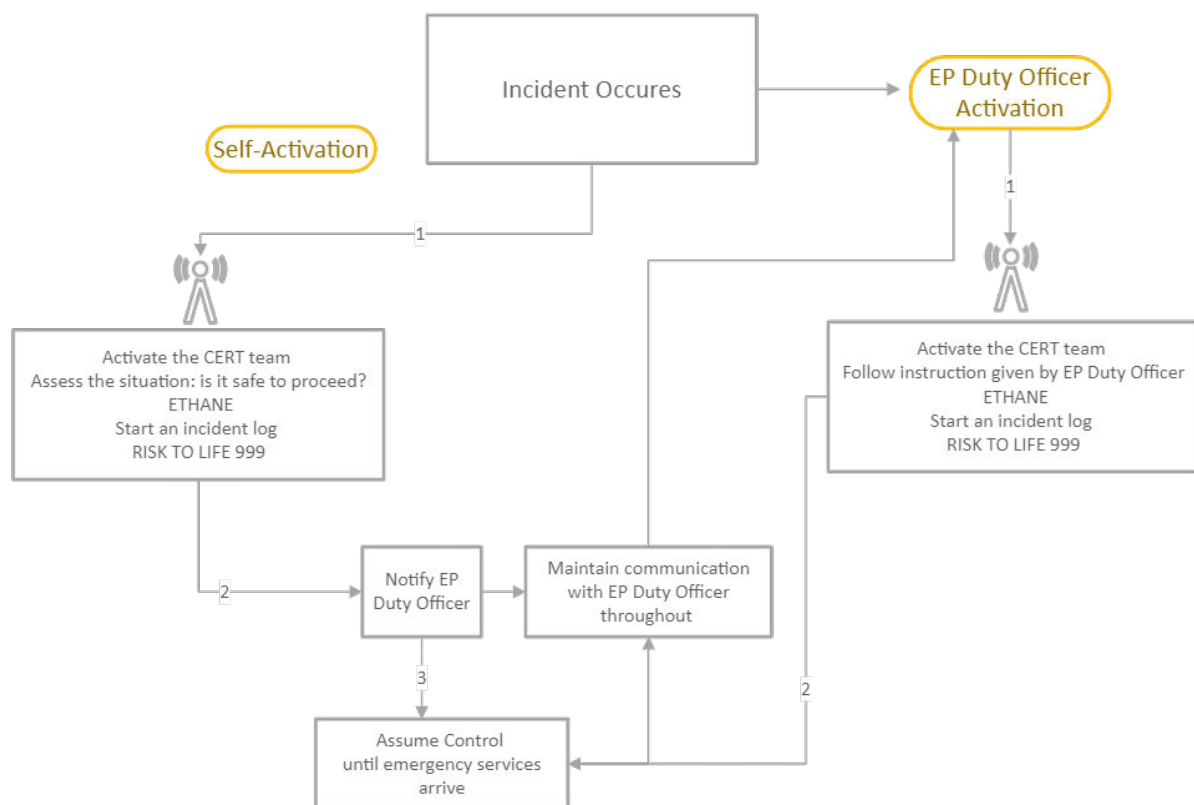 Incident Occures
EP Duty Officer
Activation
Self-Activation
1
1
Activate the CERT team
Assess the situation: is it safe to proceed?
ETHANE
Start an incident log
RISK TO LIFE 999
Activate the CERT team
Follow instruction given by EP Duty Officer
ETHANE
Start an incident log
RISK TO LIFE 999
2
Notify EP
Duty Officer
Maintain communication
with EP Duty Officer
throughout
3
2
Assume Control
until emergency services
arrive